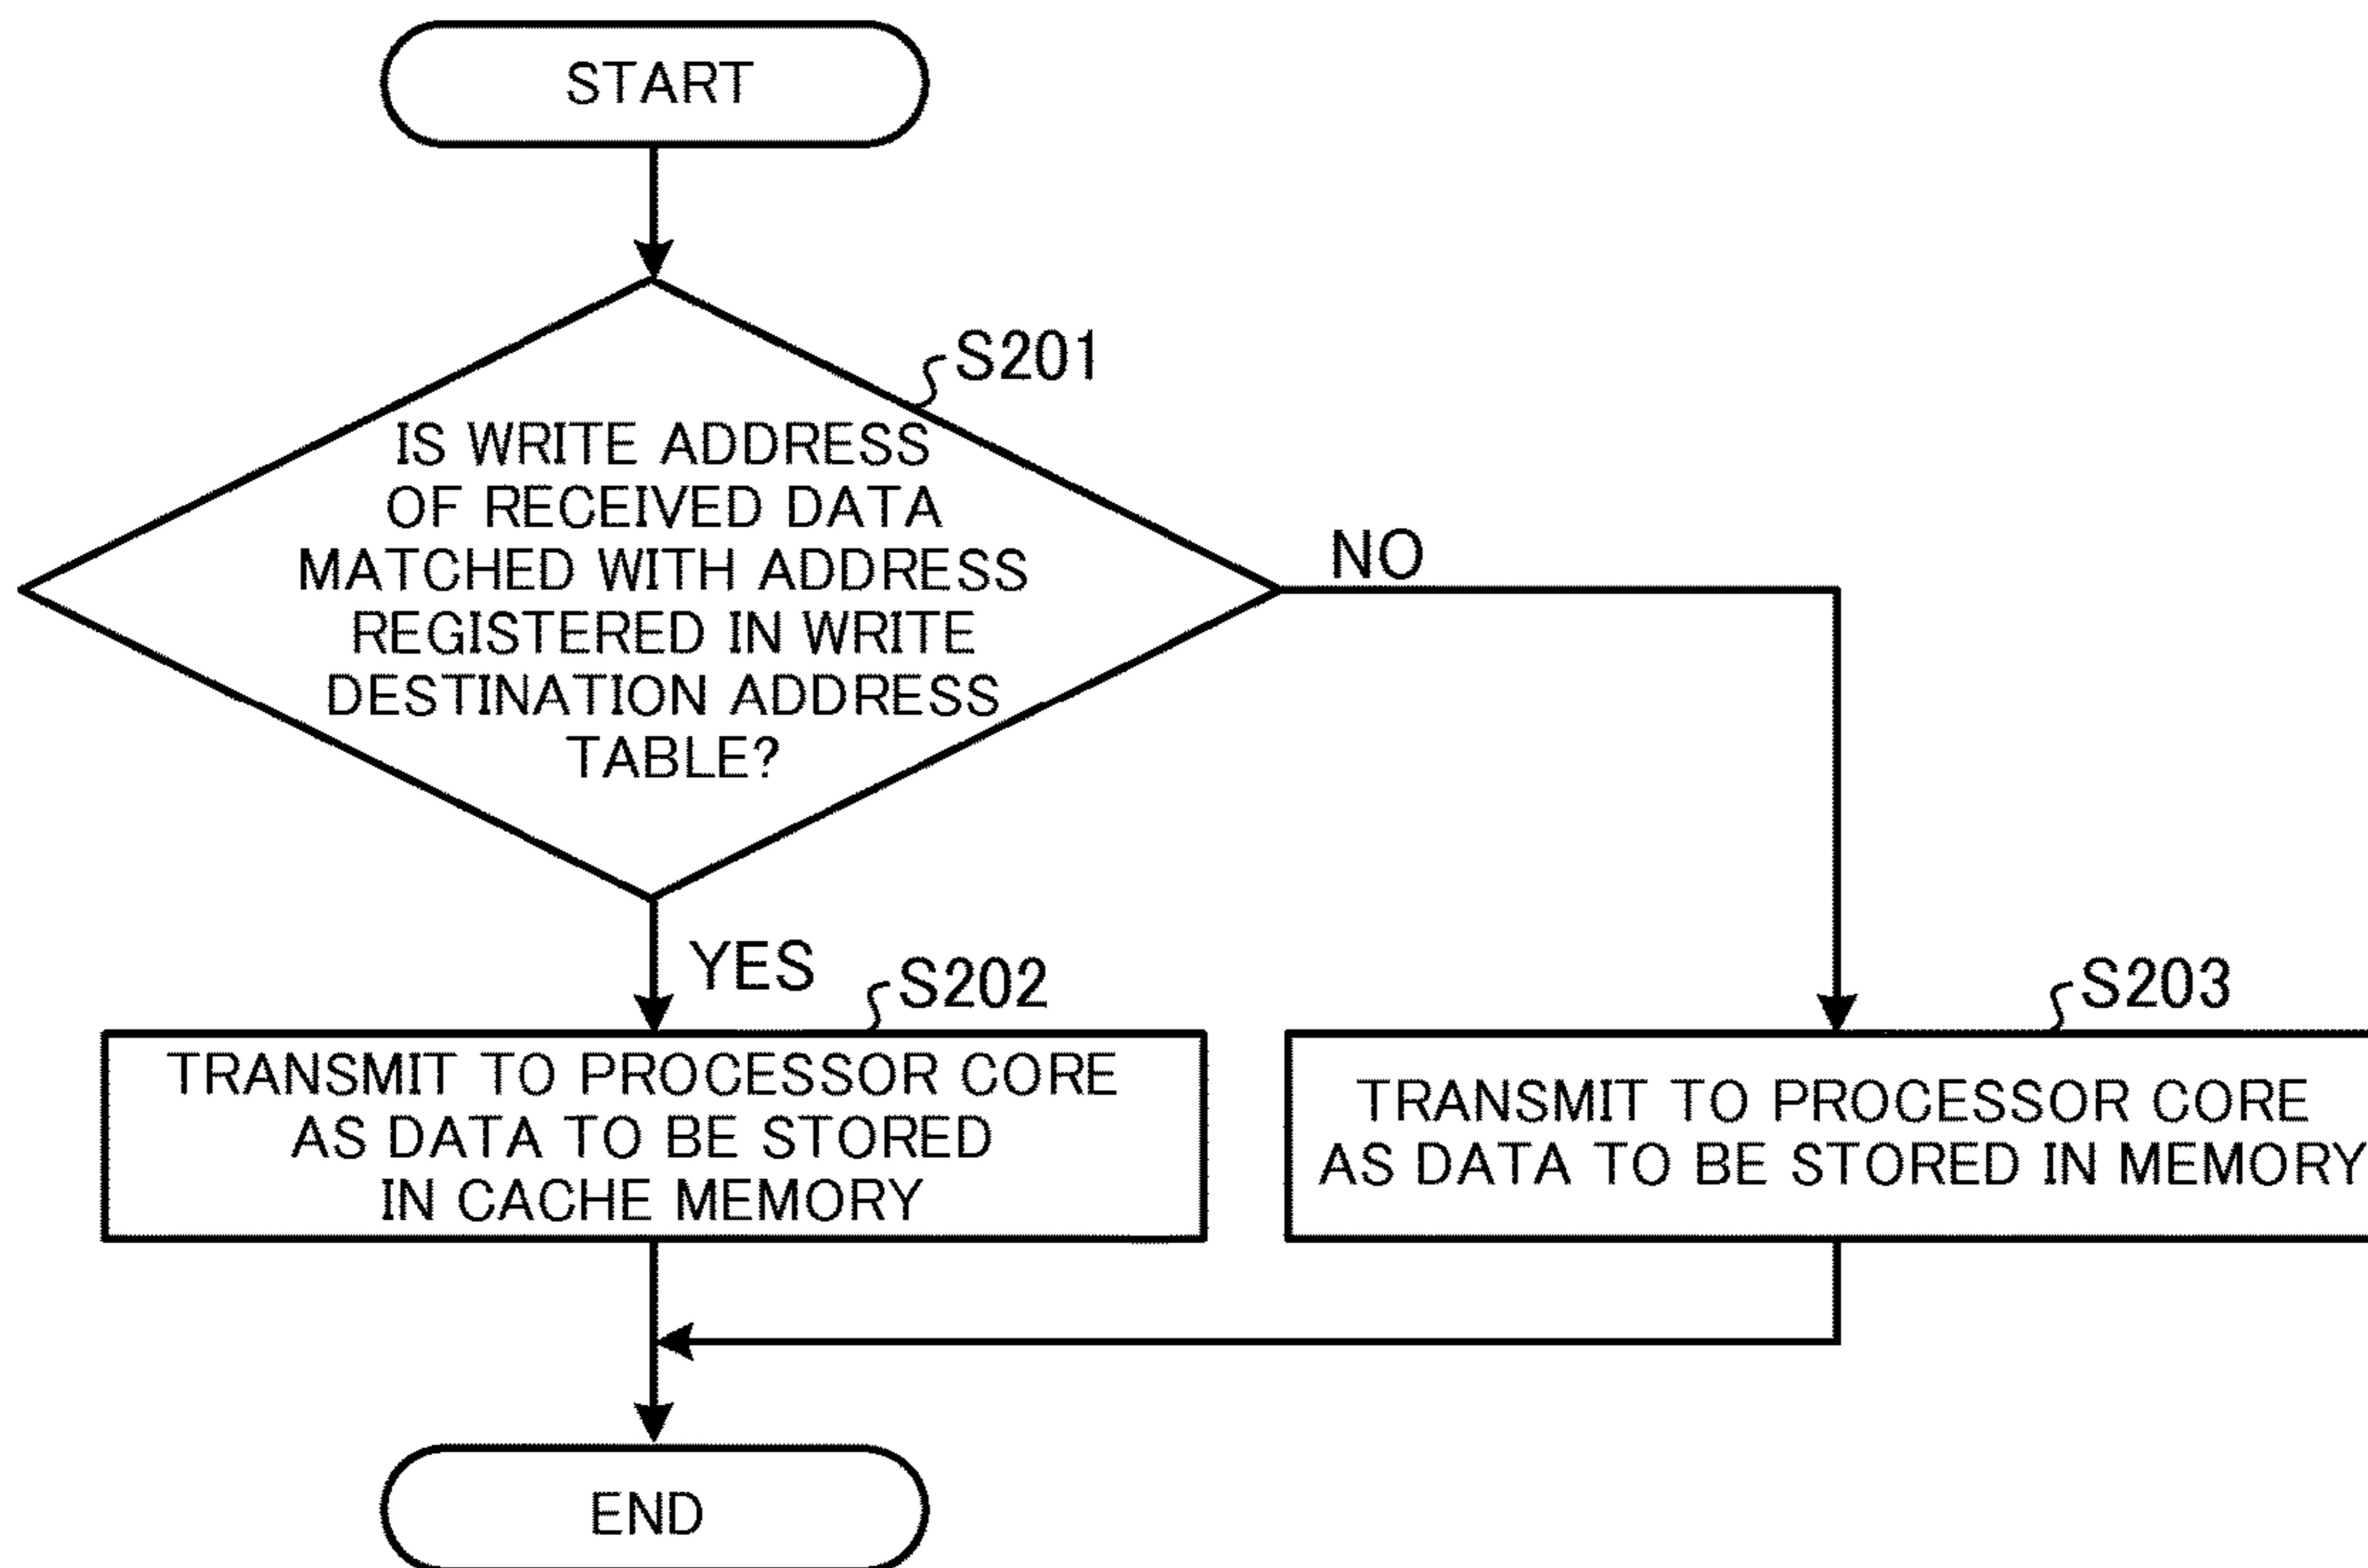 START
S201
IS WRITE ADDRESS
OF RECEIVED DATA
MATCHED WITH ADDRESS
REGISTERED IN WRITE
DESTINATION ADDRESS
TABLE?
NO
YES
S202
TRANSMIT TO PROCESSOR CORE
AS DATA TO BE STORED
IN CACHE MEMORY
S203
TRANSMIT TO PROCESSOR CORE
AS DATA TO BE STORED IN MEMORY
END